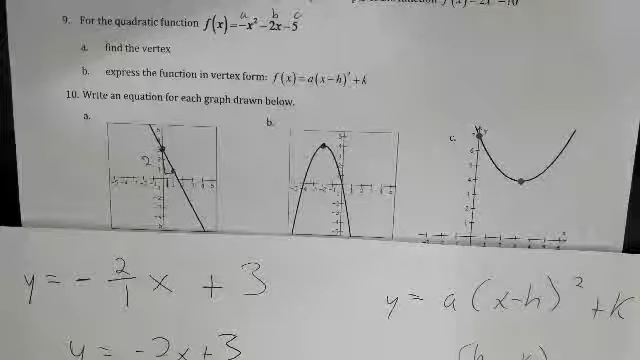 9. For the quadratic function f(x)=-x²-2x-5
a b c
a. find the vertex
b. express the function in vertex form: f(x)=a(x-h)²+k
10. Write an equation for each graph drawn below.
a. b. c.
2
y = - 2/1 x + 3
y = a(x-h)² + k
y = -2x+3